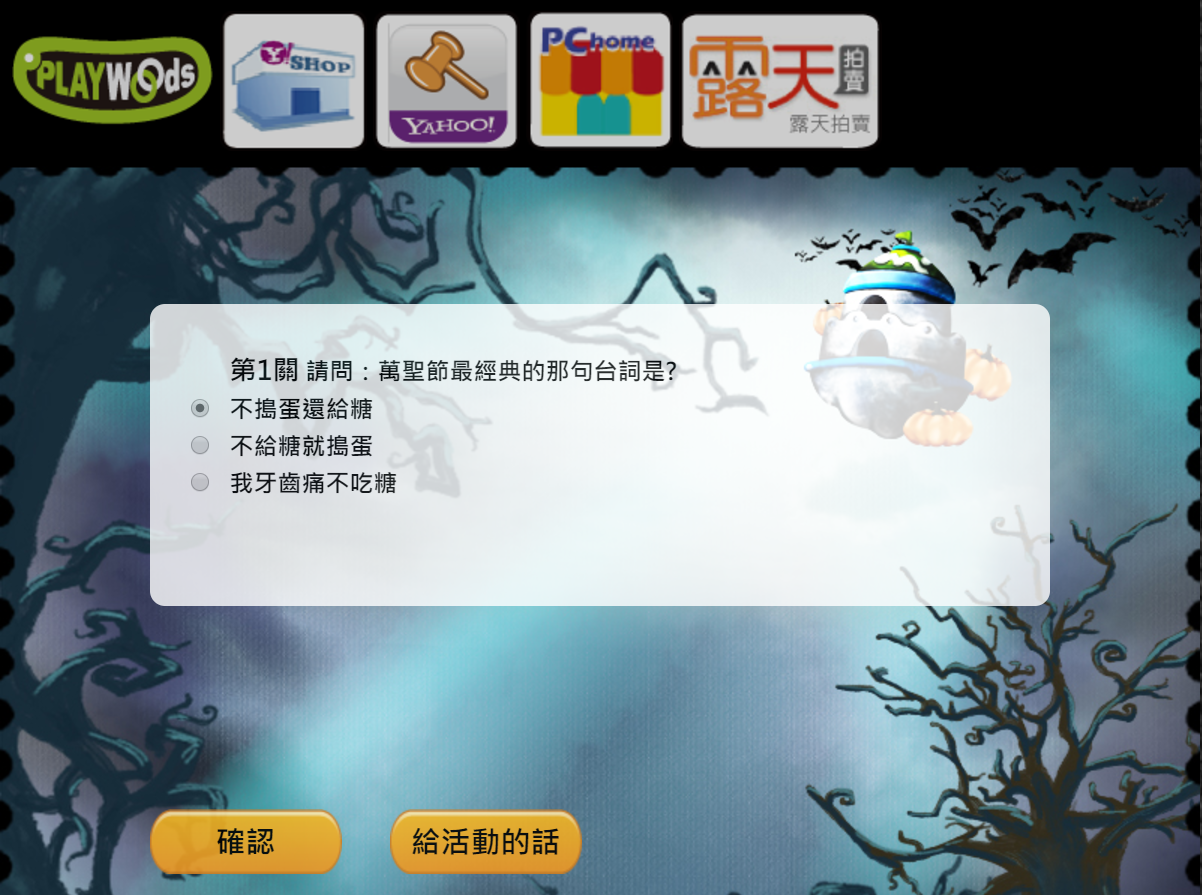 PLAYWOods
Y! SHOP
YAHOO!
PChome
露天拍賣
露天拍賣
第1關 請問：萬聖節最經典的那句台詞是?
不搗蛋還給糖
不給糖就搗蛋
我牙齒痛不吃糖
確認
給活動的話